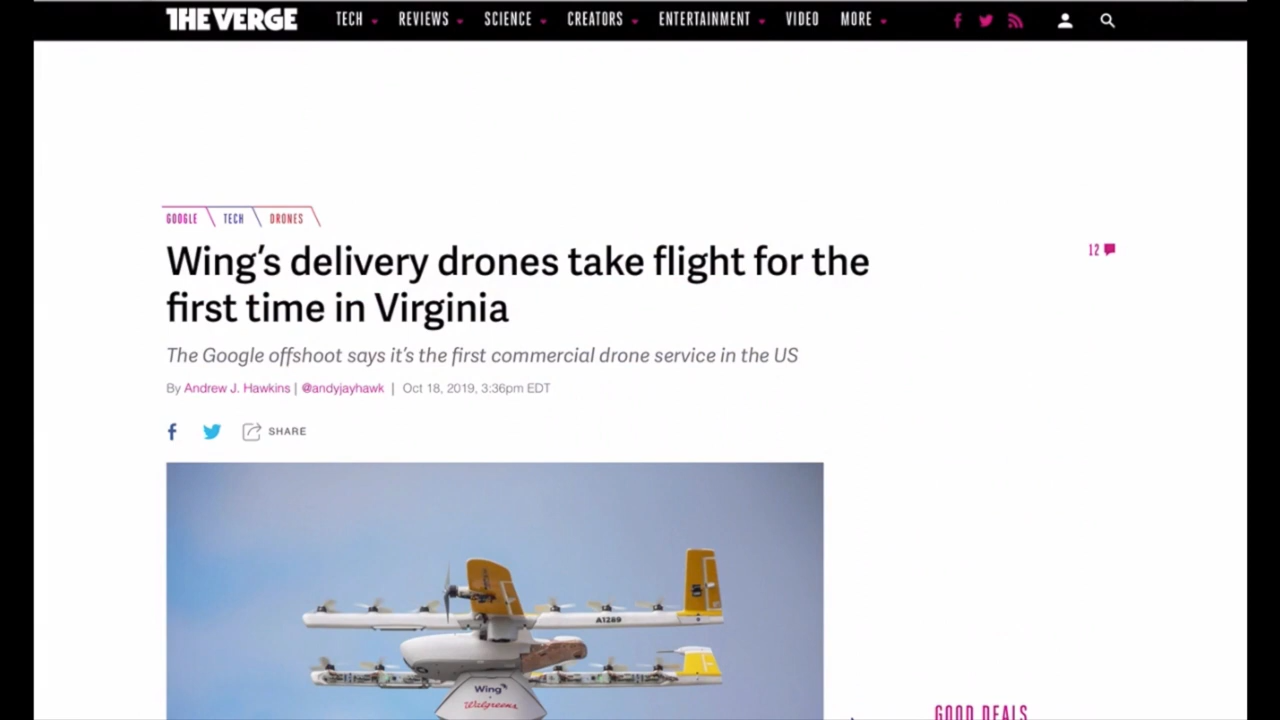 THE VERGE TECH REVIEWS SCIENCE CREATORS ENTERTAINMENT VIDEO MORE
GOOGLE TECH DRONES
Wing's delivery drones take flight for the
first time in Virginia
12
The Google offshoot says it's the first commercial drone service in the US
By Andrew J. Hawkins | @andyjayhawk | Oct 18, 2019, 3:36pm EDT
SHARE
A1289
Wing
Walgreens
GOOD DEALS